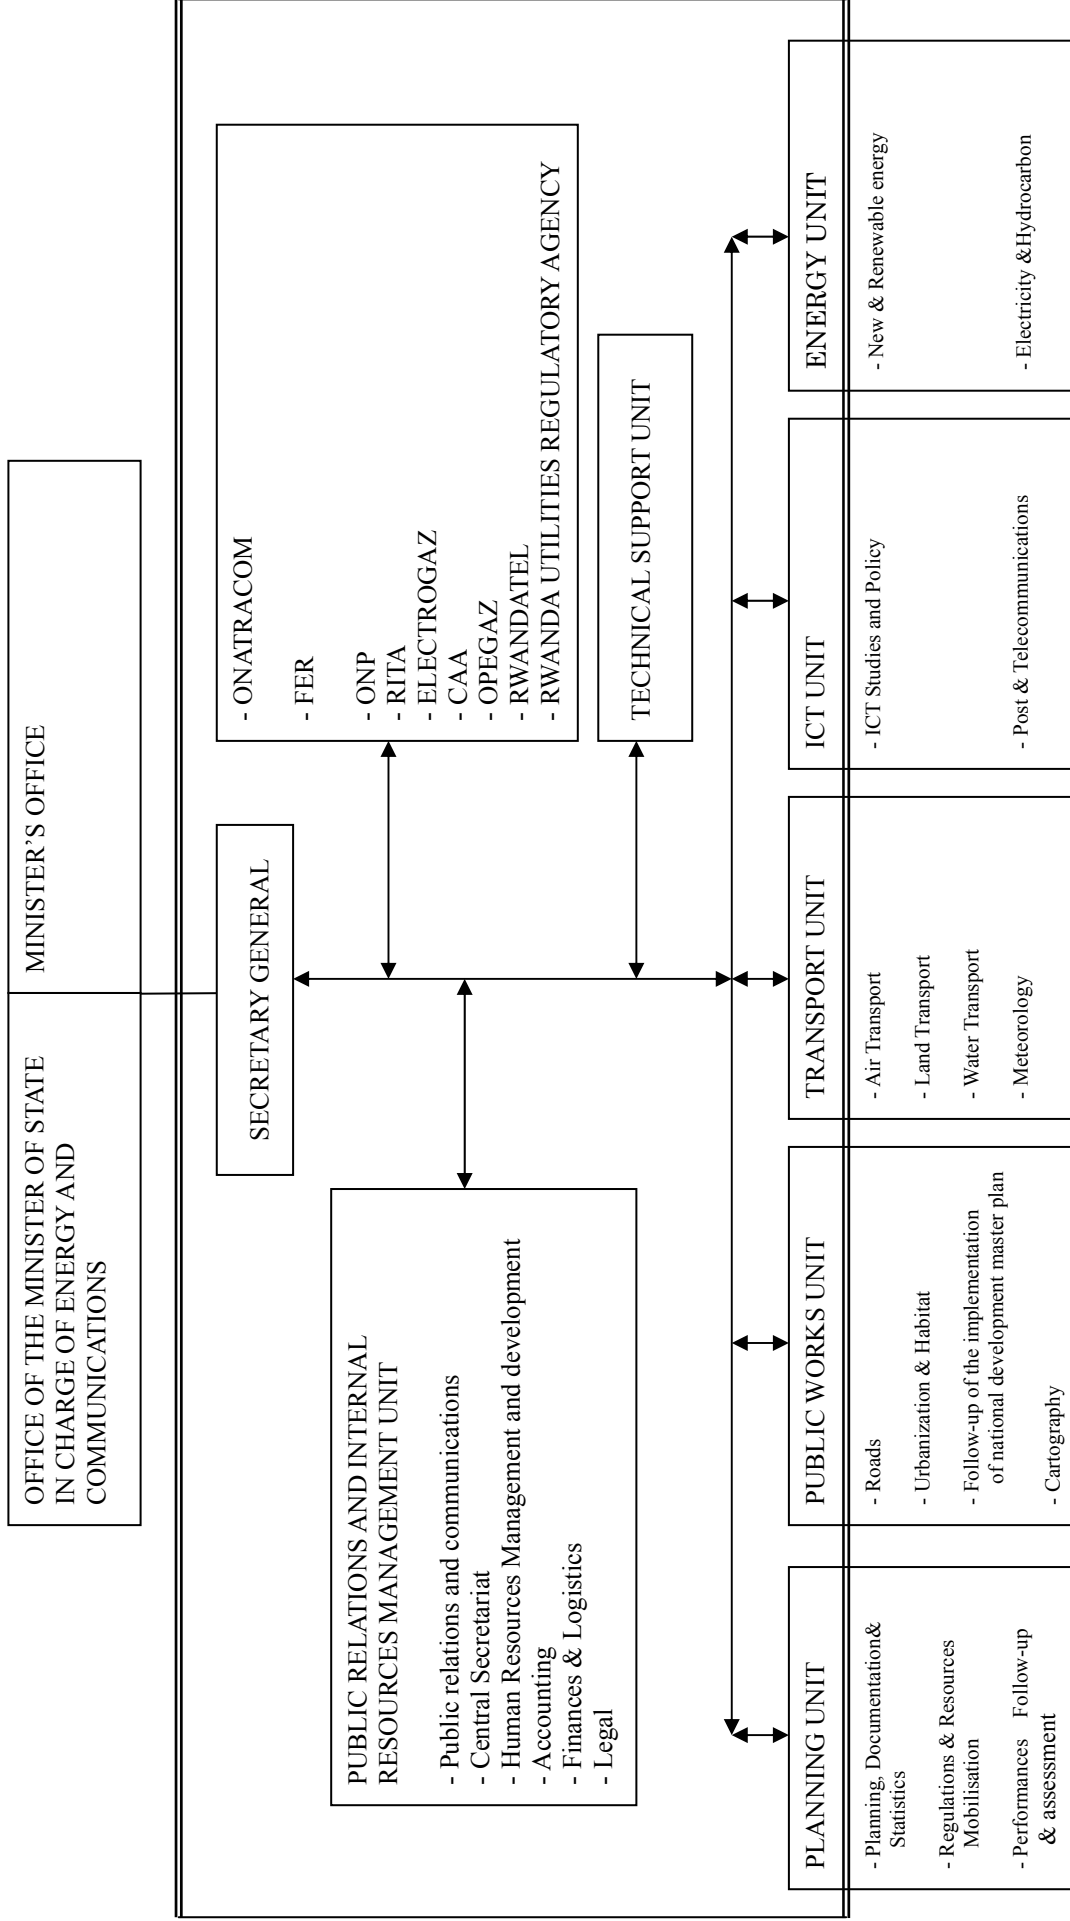 OFFICE OF THE MINISTER OF STATE
IN CHARGE OF ENERGY AND
COMMUNICATIONS
MINISTER'S OFFICE
SECRETARY GENERAL
PUBLIC RELATIONS AND INTERNAL
RESOURCES MANAGEMENT UNIT
- Public relations and communications
- Central Secretariat
- Human Resources Management and development
- Accounting
- Finances & Logistics
- Legal
- ONATRACOM
- FER
- ONP
- RITA
- ELECTROGAZ
- CAA
- OPEGAZ
- RWANDATEL
- RWANDA UTILITIES REGULATORY AGENCY
TECHNICAL SUPPORT UNIT
PLANNING UNIT
- Planning, Documentation&
Statistics
- Regulations & Resources
Mobilisation
- Performances Follow-up
& assessment
PUBLIC WORKS UNIT
- Roads
- Urbanization & Habitat
- Follow-up of the implementation
of national development master plan
- Cartography
TRANSPORT UNIT
- Air Transport
- Land Transport
- Water Transport
- Meteorology
ICT UNIT
- ICT Studies and Policy
- Post & Telecommunications
ENERGY UNIT
- New & Renewable energy
- Electricity &Hydrocarbon